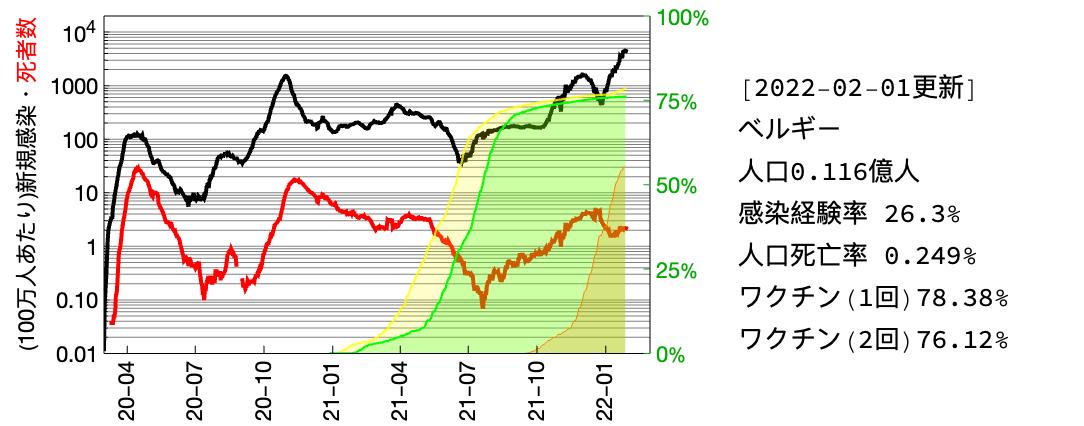 (100万人あたり)新規感染・死者数
10^4
1000
100
10
1
0.10
0.01
100%
75%
50%
25%
0%
20-04
20-07
20-10
21-01
21-04
21-07
21-10
22-01
[2022-02-01更新]
ベルギー
人口0.116億人
感染経験率 26.3%
人口死亡率 0.249%
ワクチン(1回)78.38%
ワクチン(2回)76.12%